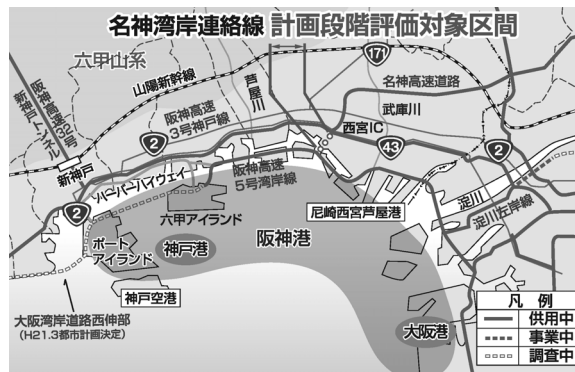 名神湾岸連絡線 計画段階評価対象区間
六甲山系
阪神高速32号
新神戸トンネル
山陽新幹線
芦屋川
171
名神高速道路
武庫川
阪神高速
3号神戸線
西宮IC
2
43
2
新神戸
ハーバーハイウェイ
阪神高速
5号湾岸線
淀川
淀川左岸線
2
六甲アイランド
尼崎西宮芦屋港
ポート
アイランド
神戸港
阪神港
神戸空港
大阪湾岸道路西伸部
(H21.3都市計画決定)
大阪港
凡 例
供用中
事業中
調査中